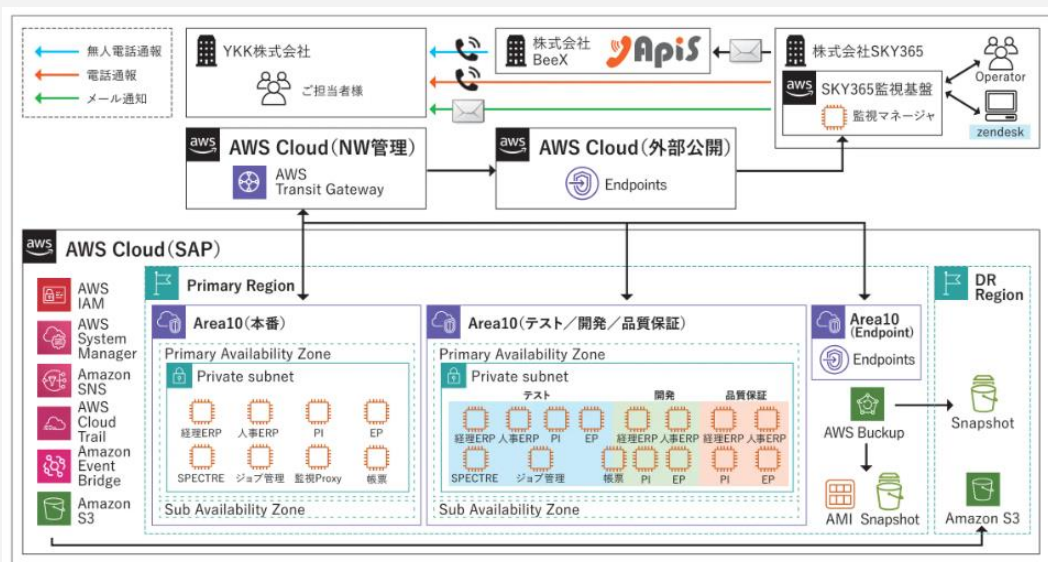 無人電話通報
電話通報
メール通知
YKK株式会社
ご担当者様
株式会社
BeeX
ApiS
株式会社SKY365
aws
SKY365監視基盤
監視マネージャ
Operator
zendesk
aws
AWS Cloud(NW管理)
AWS
Transit Gateway
aws
AWS Cloud(外部公開)
Endpoints
aws
AWS Cloud(SAP)
AWS
IAM
AWS
System
Manager
Amazon
SNS
AWS
Cloud
Trail
Amazon
Event
Bridge
Amazon
S3
Primary Region
Area10(本番)
Primary Availability Zone
Private subnet
経理ERP 人事ERP PI EP
SPECTRE ジョブ管理 監視Proxy 帳票
Sub Availability Zone
Area10(テスト/開発/品質保証)
Primary Availability Zone
Private subnet
テスト 開発 品質保証
経理ERP 人事ERP PI EP 経理ERP 人事ERP 経理ERP 人事ERP
SPECTRE ジョブ管理 帳票 PI EP PI EP
Sub Availability Zone
Area10
(Endpoint)
Endpoints
AWS Buckup
AMI Snapshot
DR
Region
Snapshot
Amazon S3